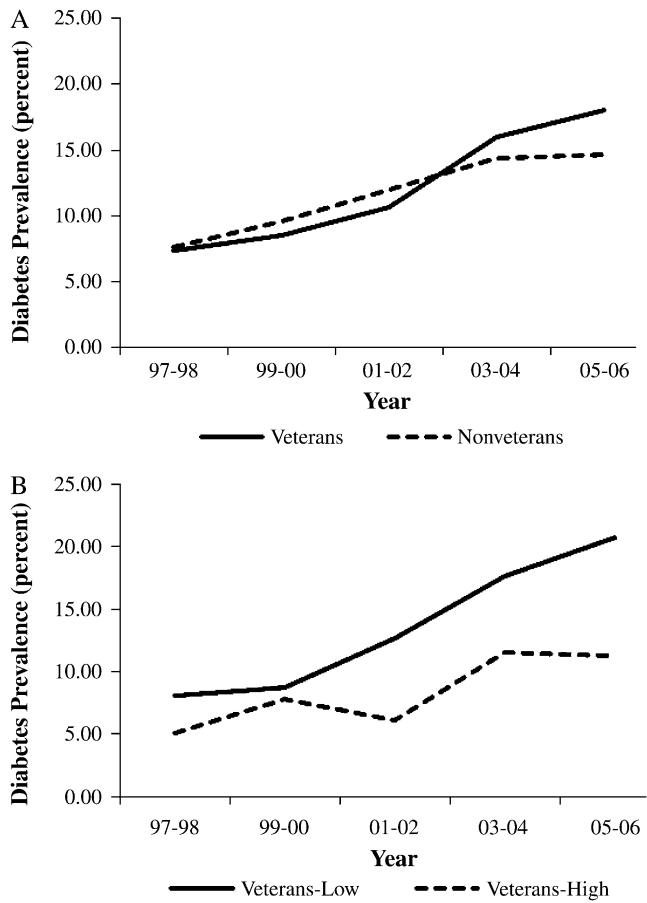 A
Diabetes Prevalence (percent)
25.00
20.00
15.00
10.00
5.00
0.00
97-98 99-00 01-02 03-04 05-06
Year
Veterans Nonveterans
B
Diabetes Prevalence (percent)
25.00
20.00
15.00
10.00
5.00
0.00
97-98 99-00 01-02 03-04 05-06
Year
Veterans-Low Veterans-High